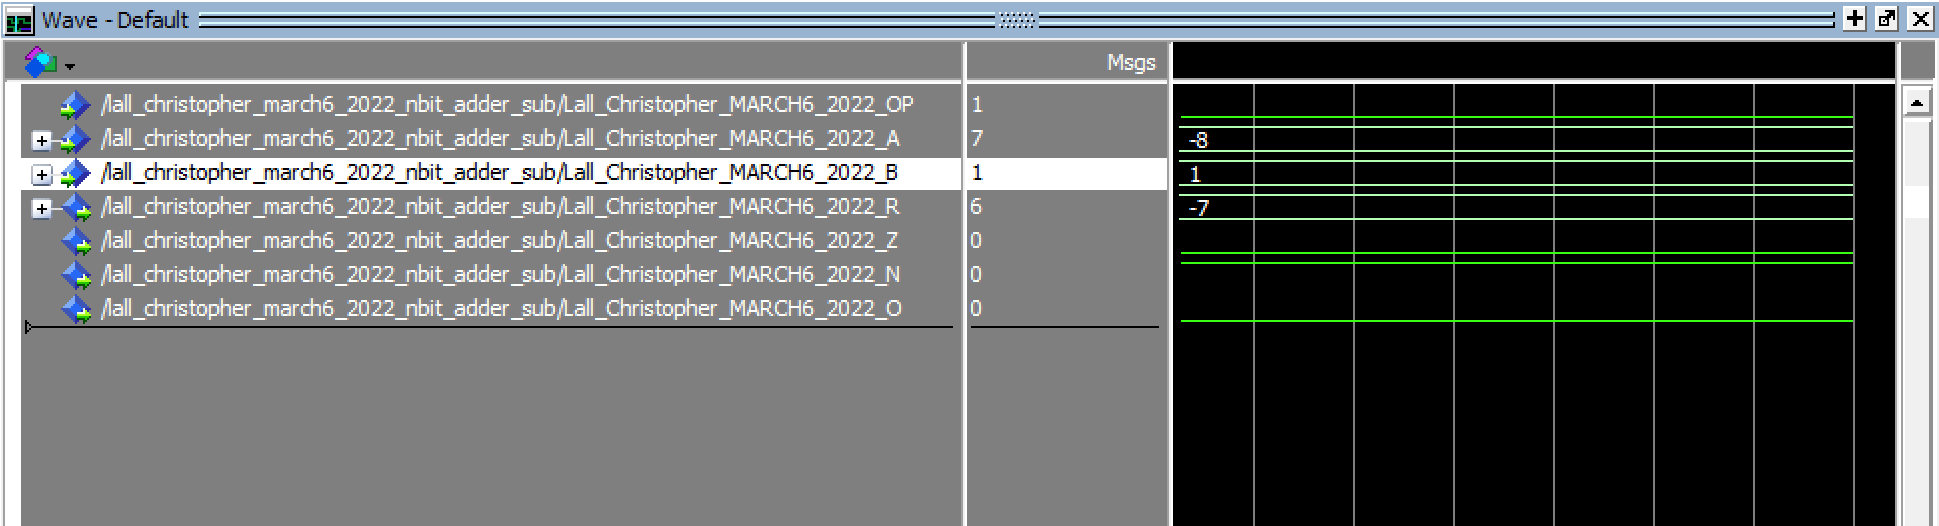 Wave - Default
Msgs
/lall_christopher_march6_2022_nbit_adder_sub/Lall_Christopher_MARCH6_2022_OP 1
/lall_christopher_march6_2022_nbit_adder_sub/Lall_Christopher_MARCH6_2022_A 7 -8
/lall_christopher_march6_2022_nbit_adder_sub/Lall_Christopher_MARCH6_2022_B 1 1
/lall_christopher_march6_2022_nbit_adder_sub/Lall_Christopher_MARCH6_2022_R 6 -7
/lall_christopher_march6_2022_nbit_adder_sub/Lall_Christopher_MARCH6_2022_Z 0
/lall_christopher_march6_2022_nbit_adder_sub/Lall_Christopher_MARCH6_2022_N 0
/lall_christopher_march6_2022_nbit_adder_sub/Lall_Christopher_MARCH6_2022_O 0